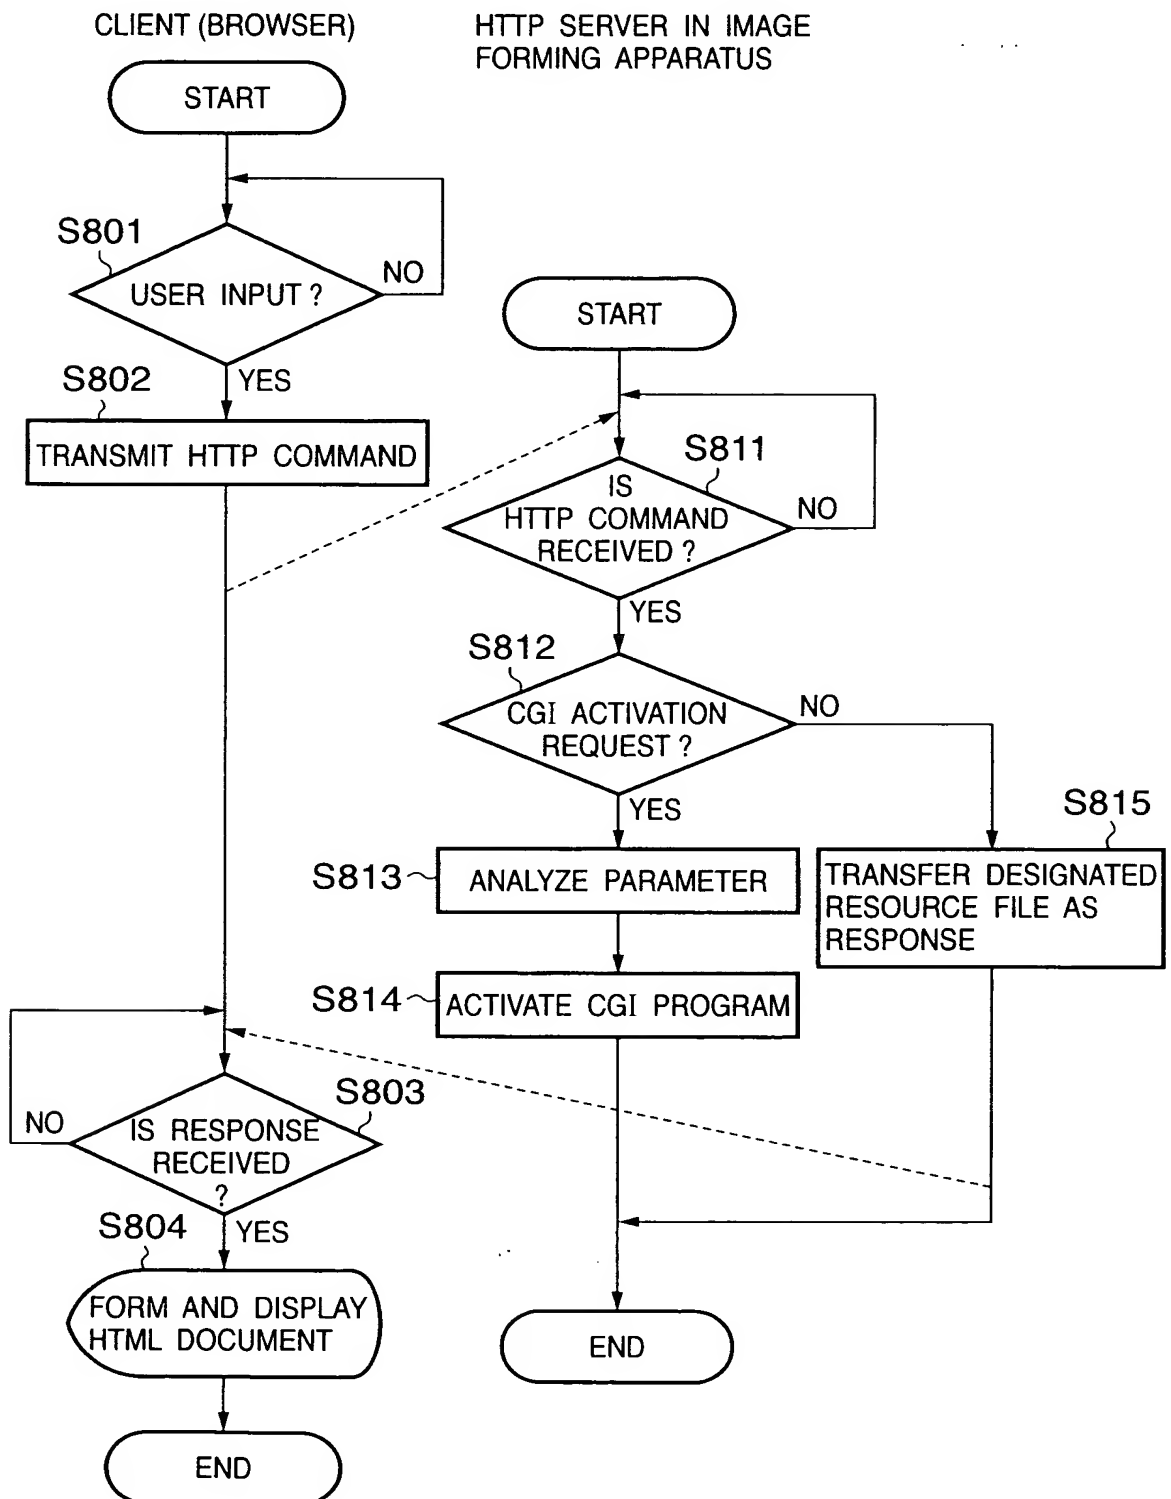 CLIENT (BROWSER)
HTTP SERVER IN IMAGE
FORMING APPARATUS
START
S801
USER INPUT ?
NO
YES
S802
TRANSMIT HTTP COMMAND
START
S811
IS
HTTP COMMAND
RECEIVED ?
NO
YES
S812
CGI ACTIVATION
REQUEST ?
NO
YES
S813
ANALYZE PARAMETER
S815
TRANSFER DESIGNATED
RESOURCE FILE AS
RESPONSE
S814
ACTIVATE CGI PROGRAM
S803
IS RESPONSE
RECEIVED
?
NO
YES
S804
FORM AND DISPLAY
HTML DOCUMENT
END
END